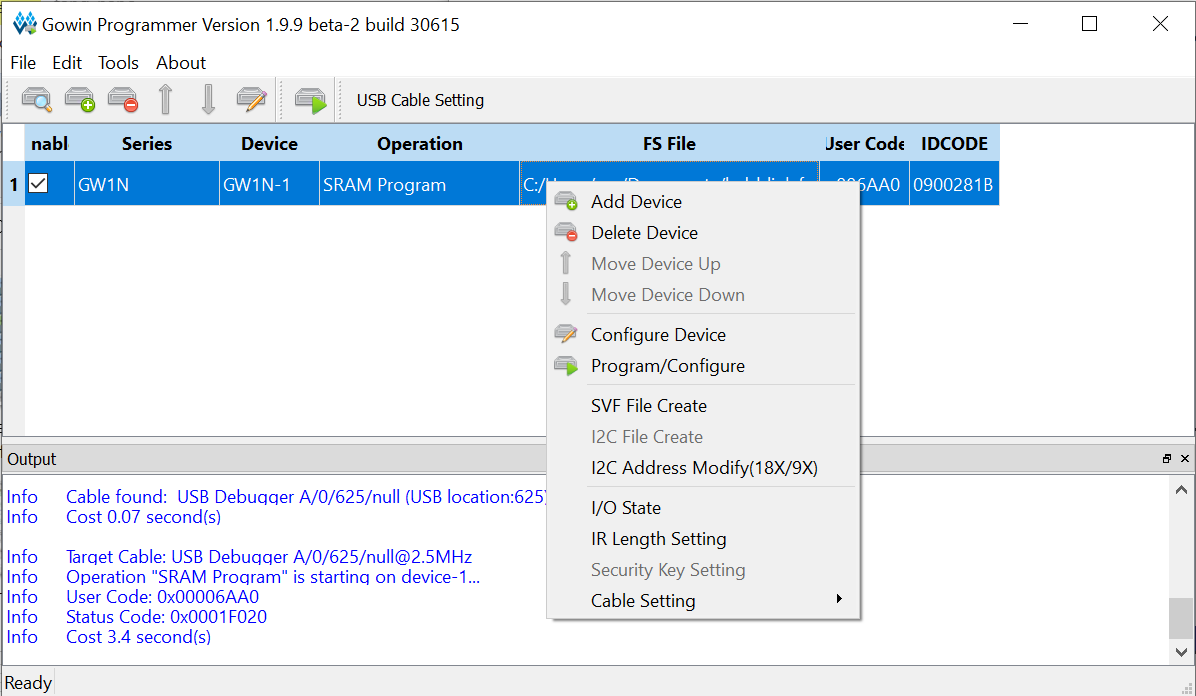 Gowin Programmer Version 1.9.9 beta-2 build 30615
File Edit Tools About
USB Cable Setting
nabl Series Device Operation FS File User Code IDCODE
1 GW1N GW1N-1 SRAM Program C:/ 006AA0 0900281B
Add Device
Delete Device
Move Device Up
Move Device Down
Configure Device
Program/Configure
SVF File Create
I2C File Create
I2C Address Modify(18X/9X)
I/O State
IR Length Setting
Security Key Setting
Cable Setting
Output
Info Cable found: USB Debugger A/0/625/null (USB location:625)
Info Cost 0.07 second(s)
Info Target Cable: USB Debugger A/0/625/null@2.5MHz
Info Operation "SRAM Program" is starting on device-1...
Info User Code: 0x00006AA0
Info Status Code: 0x0001F020
Info Cost 3.4 second(s)
Ready